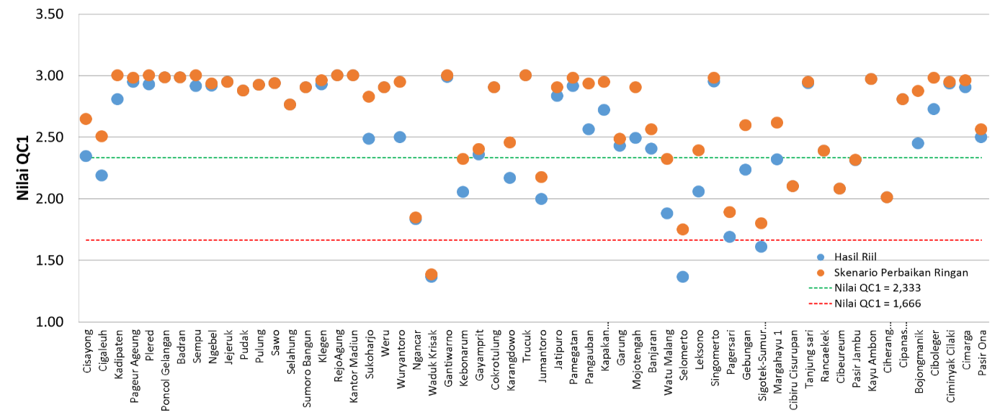 Nilai QC1
3.50
3.00
2.50
2.00
1.50
1.00
Hasil Riil
Skenario Perbaikan Ringan
Nilai QC1 = 2,333
Nilai QC1 = 1,666
Cisayong
Cigaleuh
Kadipaten
Pageur Ageung
Plered
Poncol Gelangan
Badran
Sempu
Ngebel
Jejeruk
Pudak
Pulung
Sawo
Selahung
Sumoro Bangun
Klegen
RejoAgung
Kantor Madiun
Sukoharjo
Weru
Wuryantoro
Ngancar
Waduk Krisak
Gantiwarno
Kebonarum
Gayamprit
Cokrotulung
Karangdowo
Trucuk
Jumantoro
Jatipuro
Pamegatan
Pangauban
Kapakan...
Mojotengah
Garung
Banjaran
Watu Malang
Selomerto
Leksono
Singomerto
Pagersari
Gebungan
Sigotek-Sumur...
Margahayu 1
Cibiru Cisurupan
Tanjung sari
Rancaekek
Cibeureum
Pasir Jambu
Kayu Ambon
Ciherang...
Cipanas...
Bojongmanik
Ciboleger
Ciminyak Cilaki
Cimarga
Pasir Ona